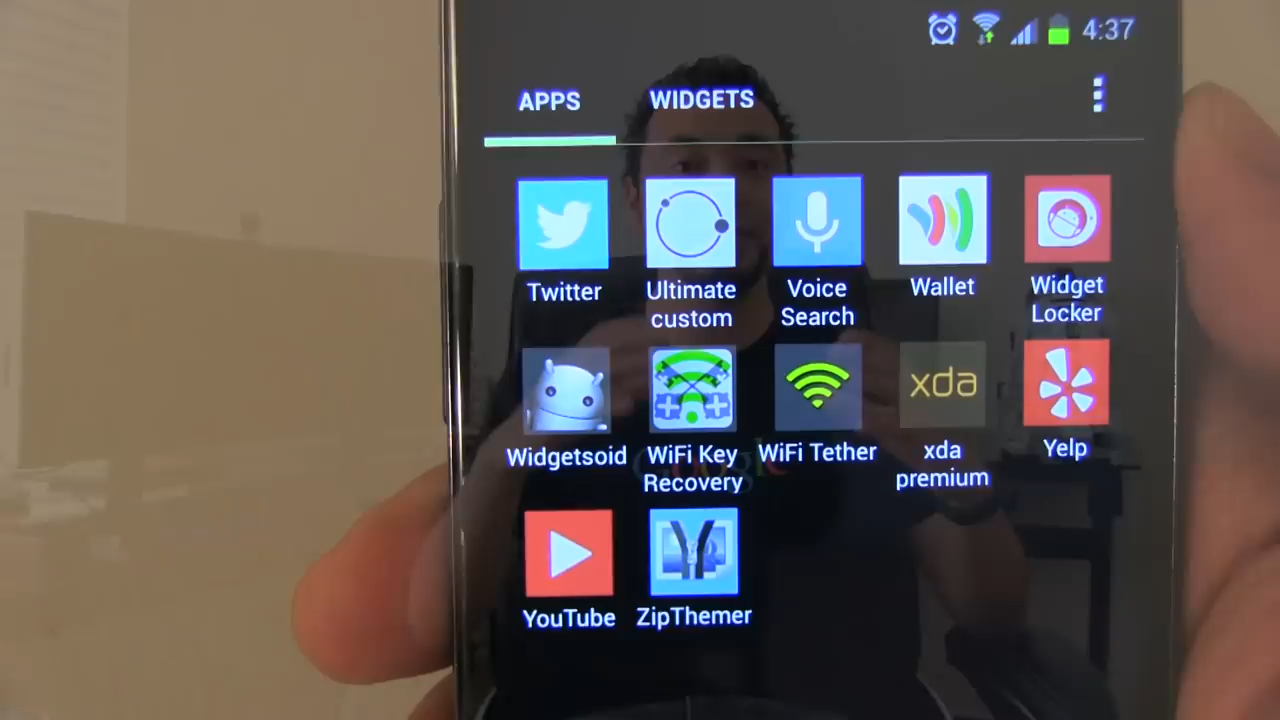 4:37
APPS WIDGETS
Twitter
Ultimate
custom
Voice
Search
Wallet
Widget
Locker
Widgetsoid
WiFi Key
Recovery
WiFi Tether
xda
xda
premium
Yelp
YouTube
ZipThemer
Google